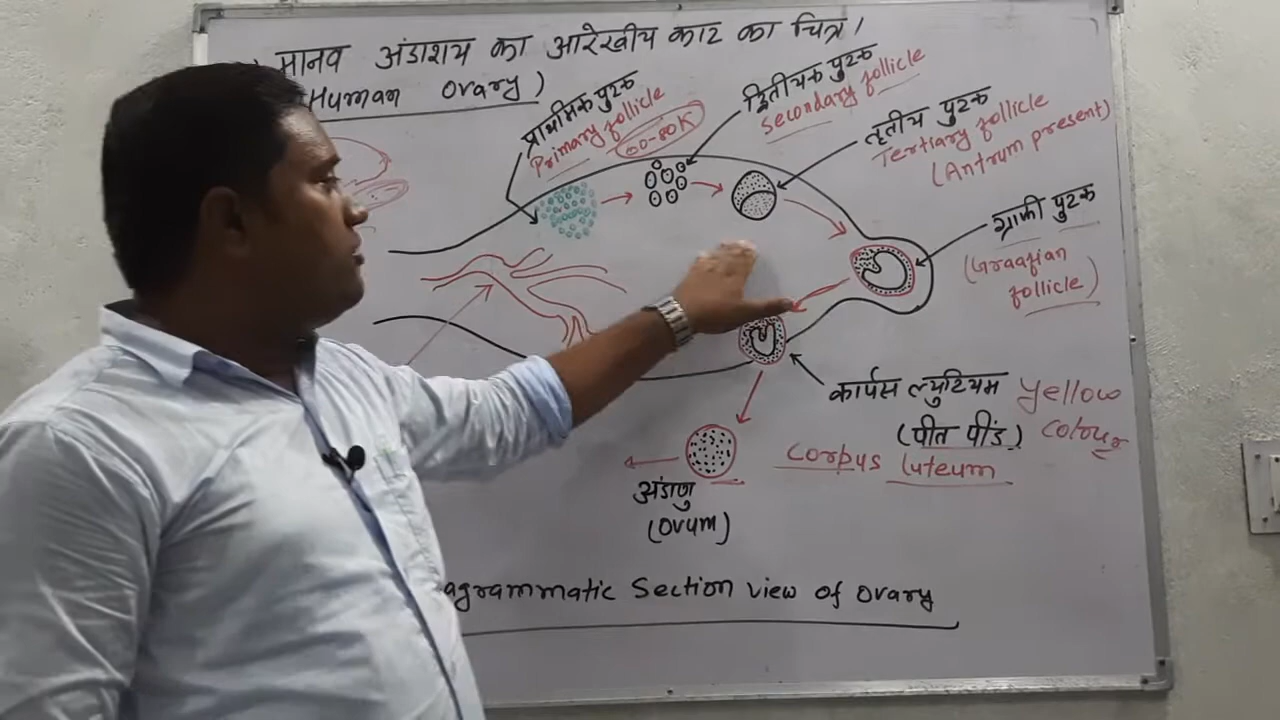 मानव अंडाशय का आरेखीय काट का चित्र।
Human Ovary)
प्राथमिक पुटक
Primary follicle
60-80K
द्वितीयक पुटक
secondary follicle
तृतीय पुटक
Tertiary follicle
(Antrum present)
ग्राफी पुटक
(Graafian
follicle)
कार्पस ल्युटियम
(पीत पींड)
Yellow
colour
Corpus luteum
अंडाणु
(Ovum)
agrammatic Section view of Ovary